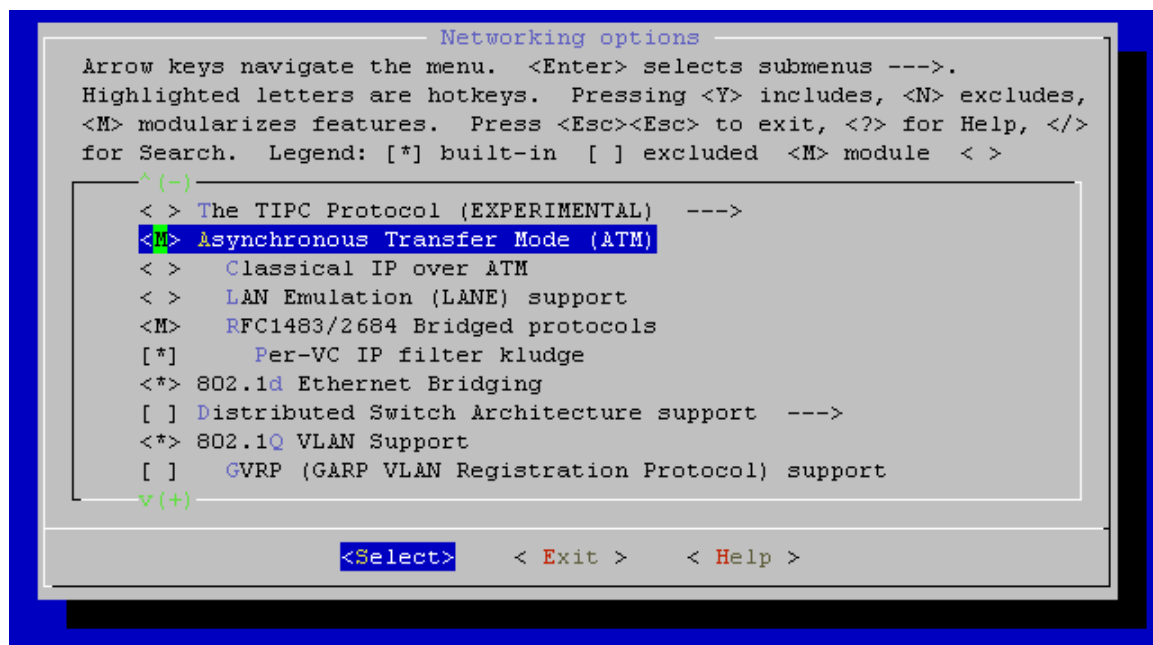 Networking options
Arrow keys navigate the menu.  <Enter> selects submenus --->.
Highlighted letters are hotkeys.  Pressing <Y> includes, <N> excludes,
<M> modularizes features.  Press <Esc><Esc> to exit, <?> for Help, </>
for Search.  Legend: [*] built-in  [ ] excluded  <M> module  < >
^(-)
< > The TIPC Protocol (EXPERIMENTAL)  --->
<M> Asynchronous Transfer Mode (ATM)
< >   Classical IP over ATM
< >   LAN Emulation (LANE) support
<M>   RFC1483/2684 Bridged protocols
[*]     Per-VC IP filter kludge
<*> 802.1d Ethernet Bridging
[ ] Distributed Switch Architecture support  --->
<*> 802.1Q VLAN Support
[ ]   GVRP (GARP VLAN Registration Protocol) support
v(+)
<Select>    < Exit >    < Help >